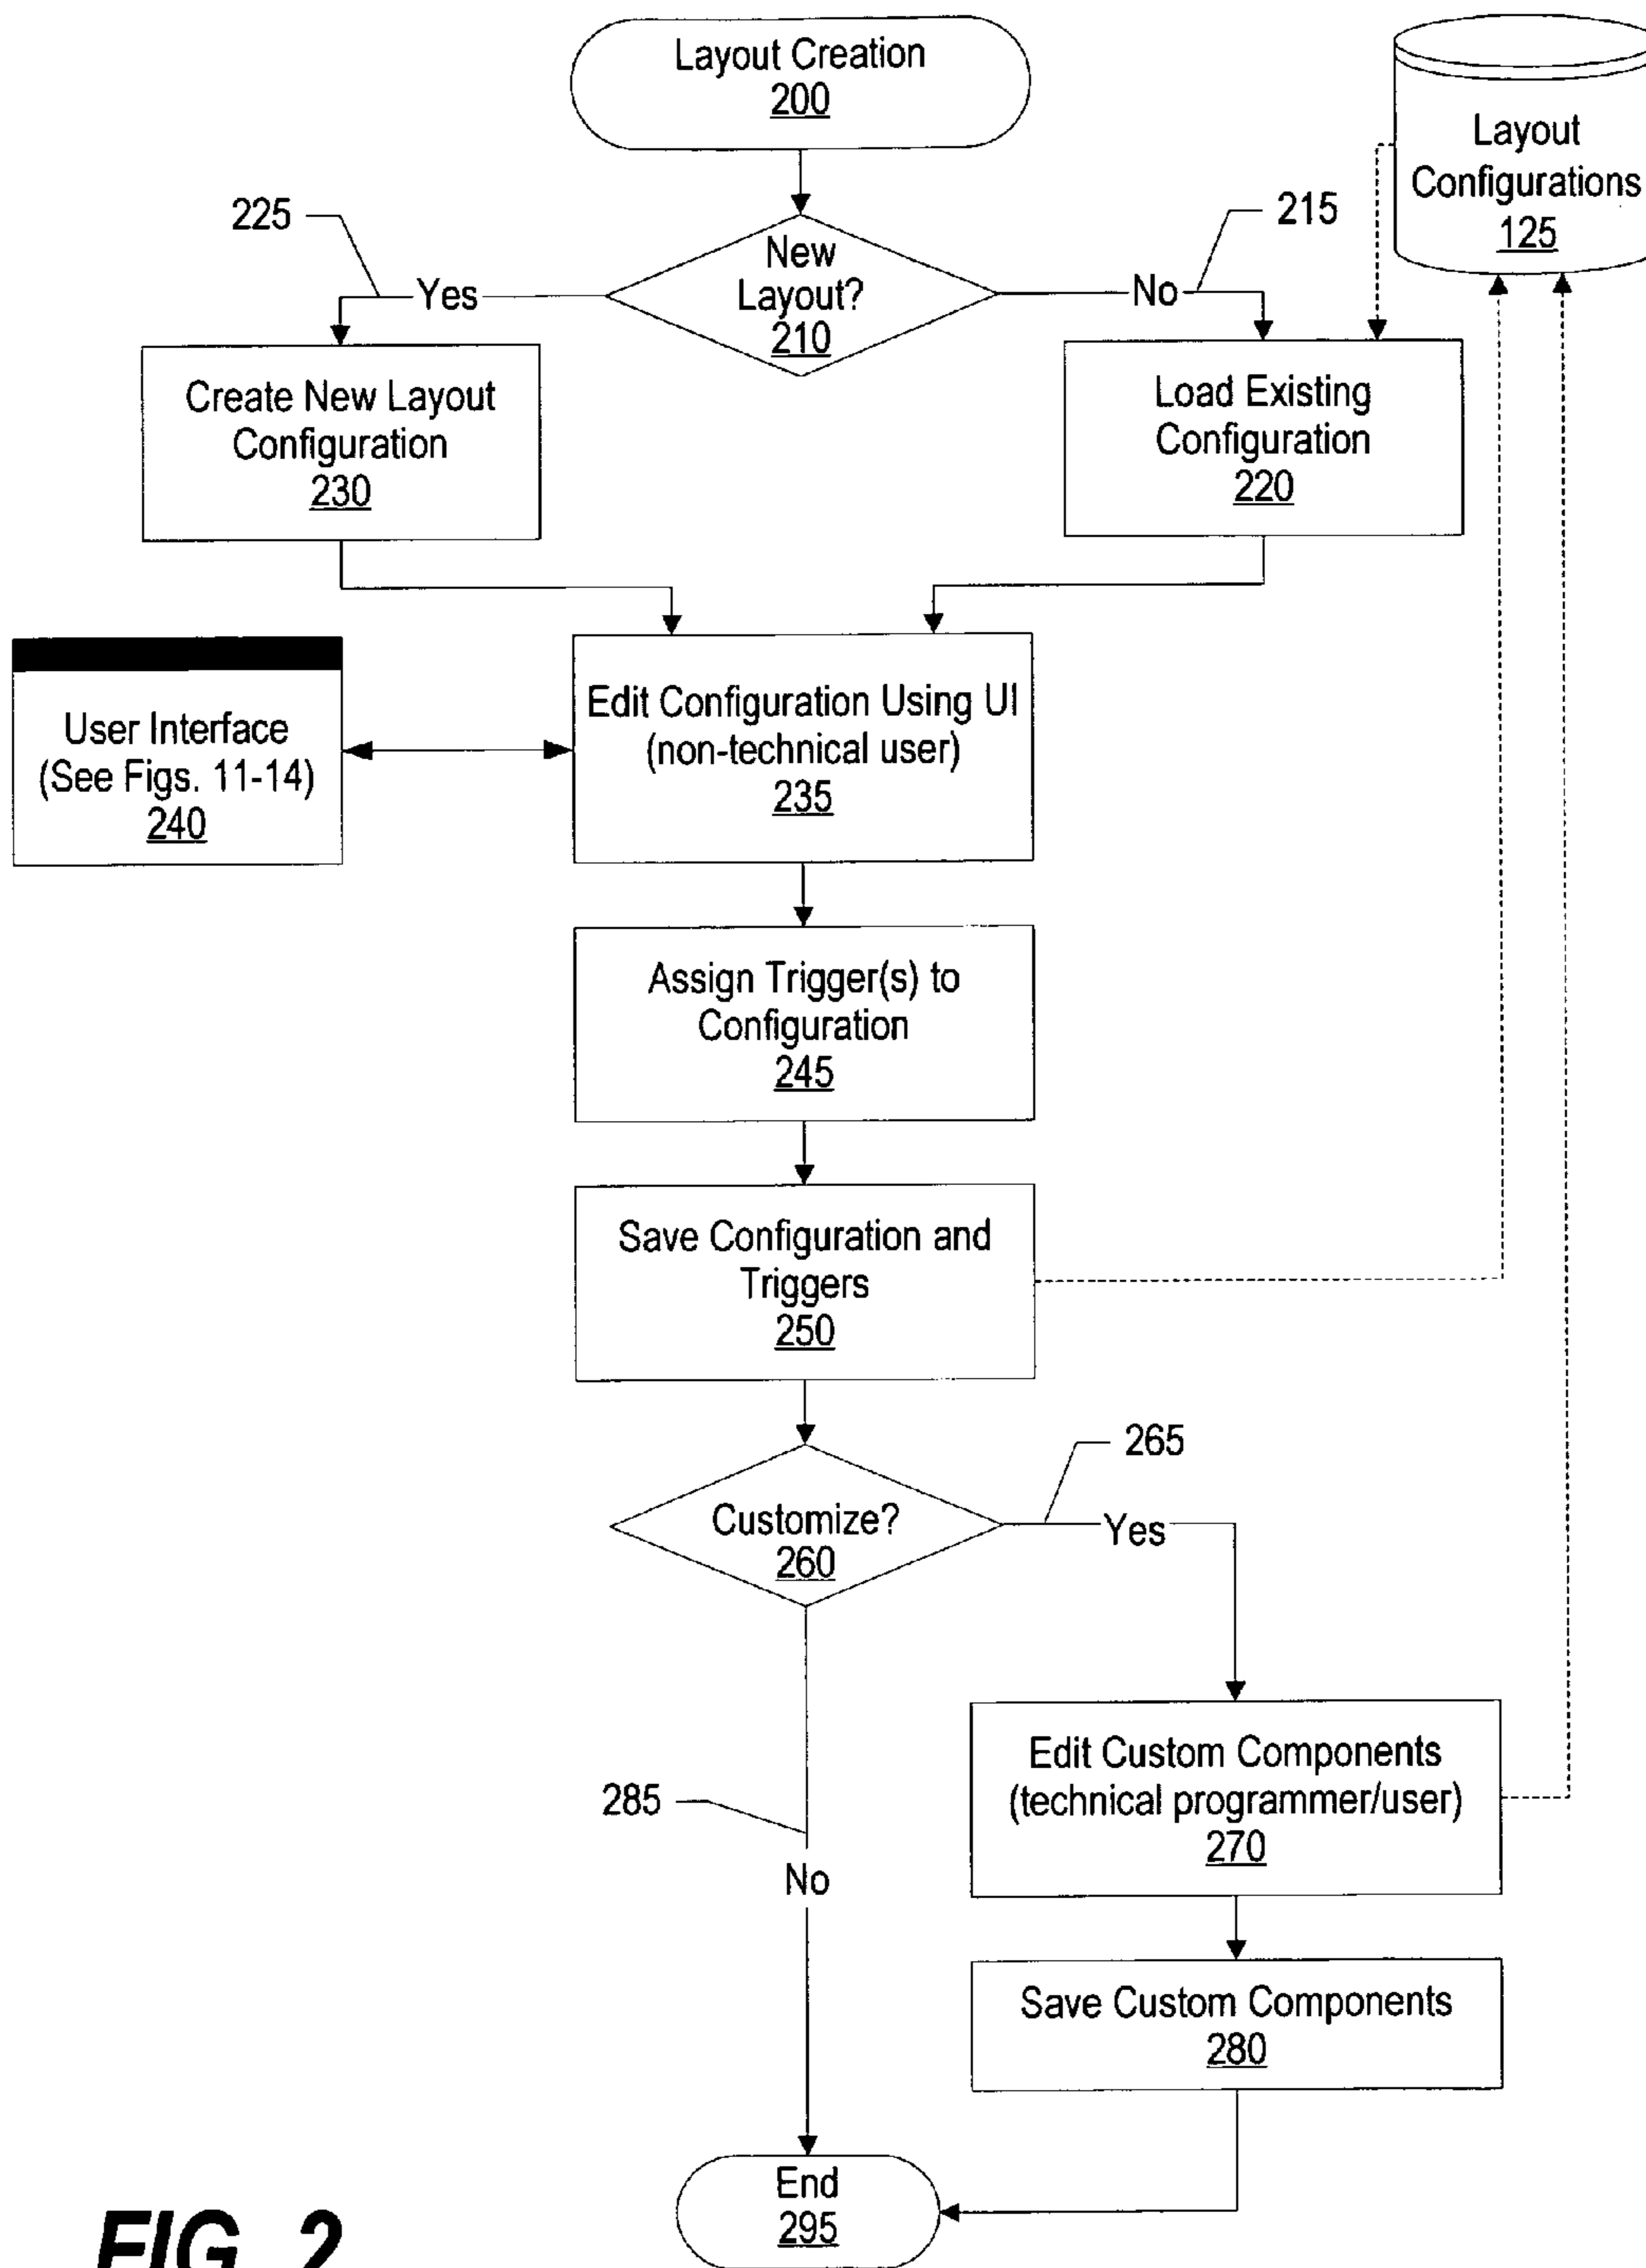 Layout Creation
200
Layout
Configurations
125
225
215
New
Layout?
210
Yes
No
Create New Layout
Configuration
230
Load Existing
Configuration
220
User Interface
(See Figs. 11-14)
240
Edit Configuration Using UI
(non-technical user)
235
Assign Trigger(s) to
Configuration
245
Save Configuration and
Triggers
250
265
Customize?
260
Yes
285
No
Edit Custom Components
(technical programmer/user)
270
Save Custom Components
280
End
295
FIG. 2